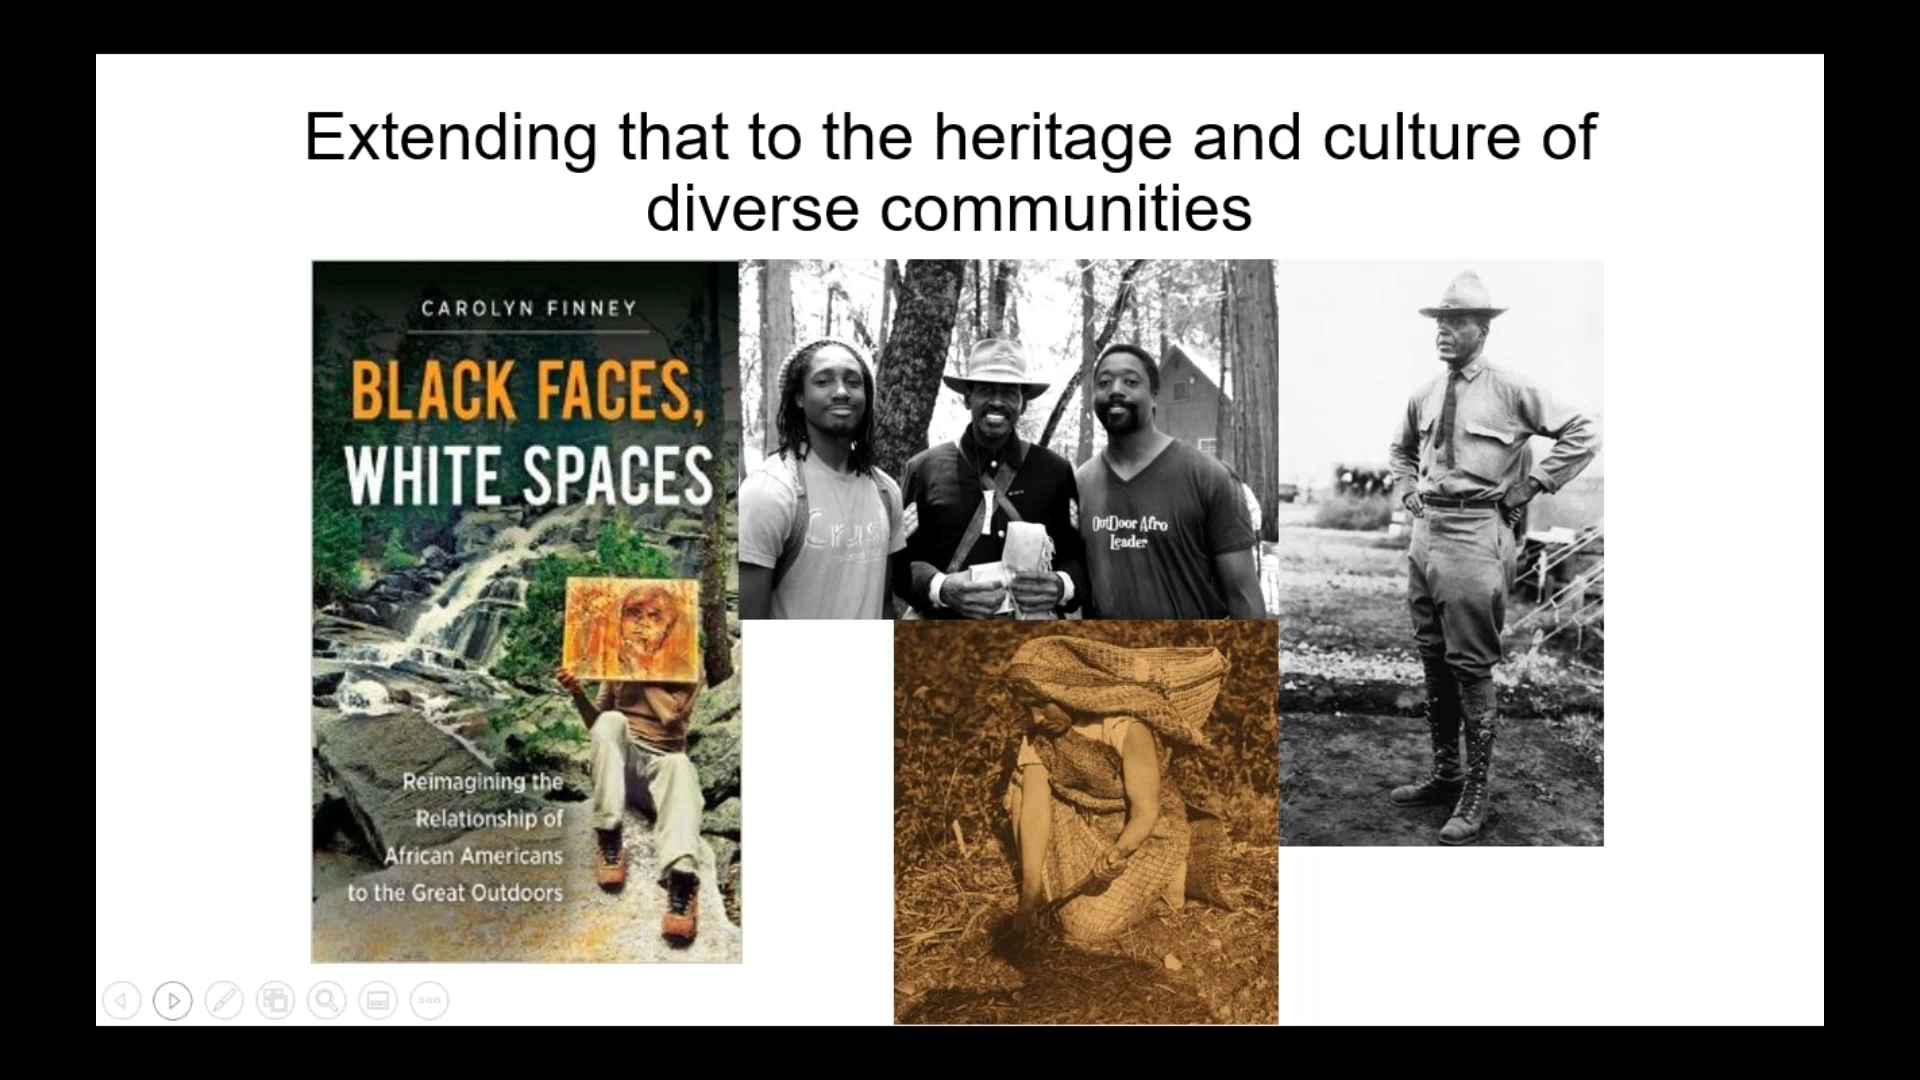 Extending that to the heritage and culture of
diverse communities
CAROLYN FINNEY
BLACK FACES,
WHITE SPACES
Reimagining the
Relationship of
African Americans
to the Great Outdoors
OutDoor Afro
Leader